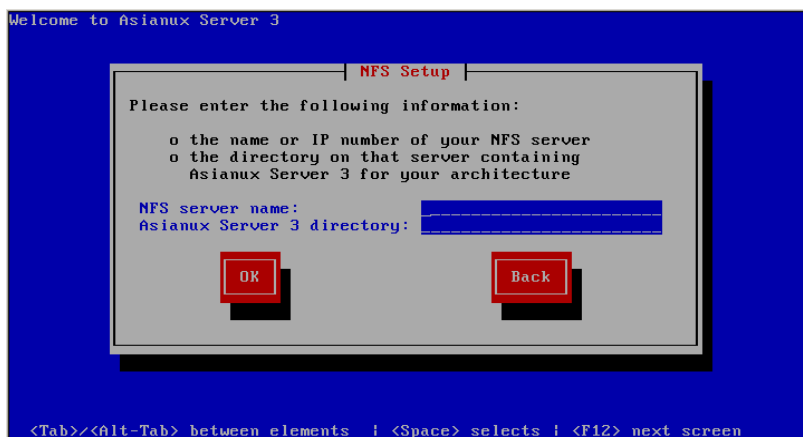 Welcome to Asianux Server 3
NFS Setup
Please enter the following information:
o the name or IP number of your NFS server
o the directory on that server containing
Asianux Server 3 for your architecture
NFS server name:
Asianux Server 3 directory:
OK Back
<Tab>/<Alt-Tab> between elements | <Space> selects | <F12> next screen